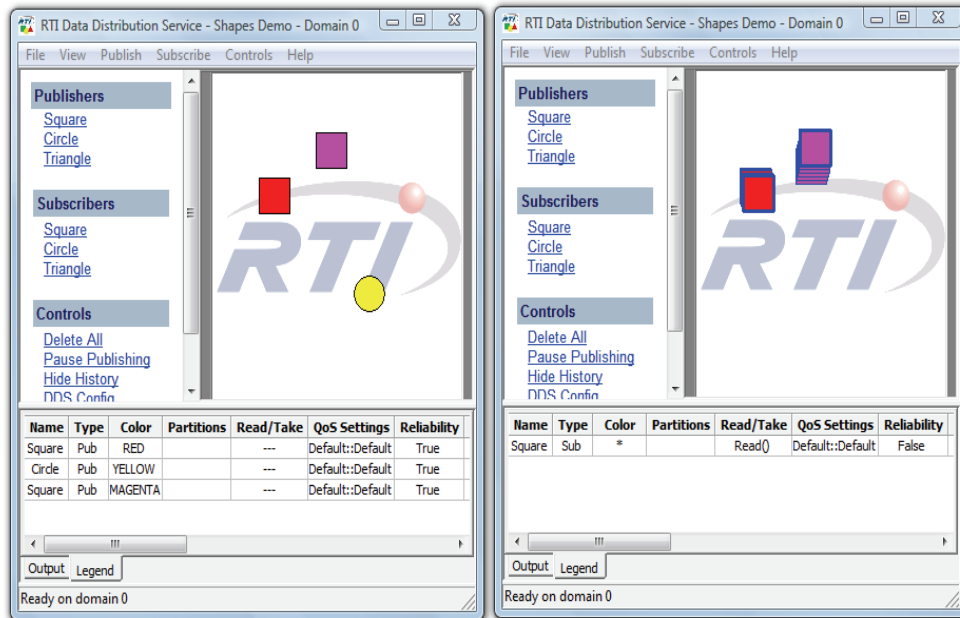 RTI Data Distribution Service - Shapes Demo - Domain 0
File View Publish Subscribe Controls Help
Publishers
Square
Circle
Triangle
Subscribers
Square
Circle
Triangle
Controls
Delete All
Pause Publishing
Hide History
DDS Config
RTI
Name Type Color Partitions Read/Take QoS Settings Reliability
Square Pub RED --- Default::Default True
Circle Pub YELLOW --- Default::Default True
Square Pub MAGENTA --- Default::Default True
Output Legend
Ready on domain 0
RTI Data Distribution Service - Shapes Demo - Domain 0
File View Publish Subscribe Controls Help
Publishers
Square
Circle
Triangle
Subscribers
Square
Circle
Triangle
Controls
Delete All
Pause Publishing
Hide History
DDS Config
RTI
Name Type Color Partitions Read/Take QoS Settings Reliability
Square Sub * Read() Default::Default False
Output Legend
Ready on domain 0